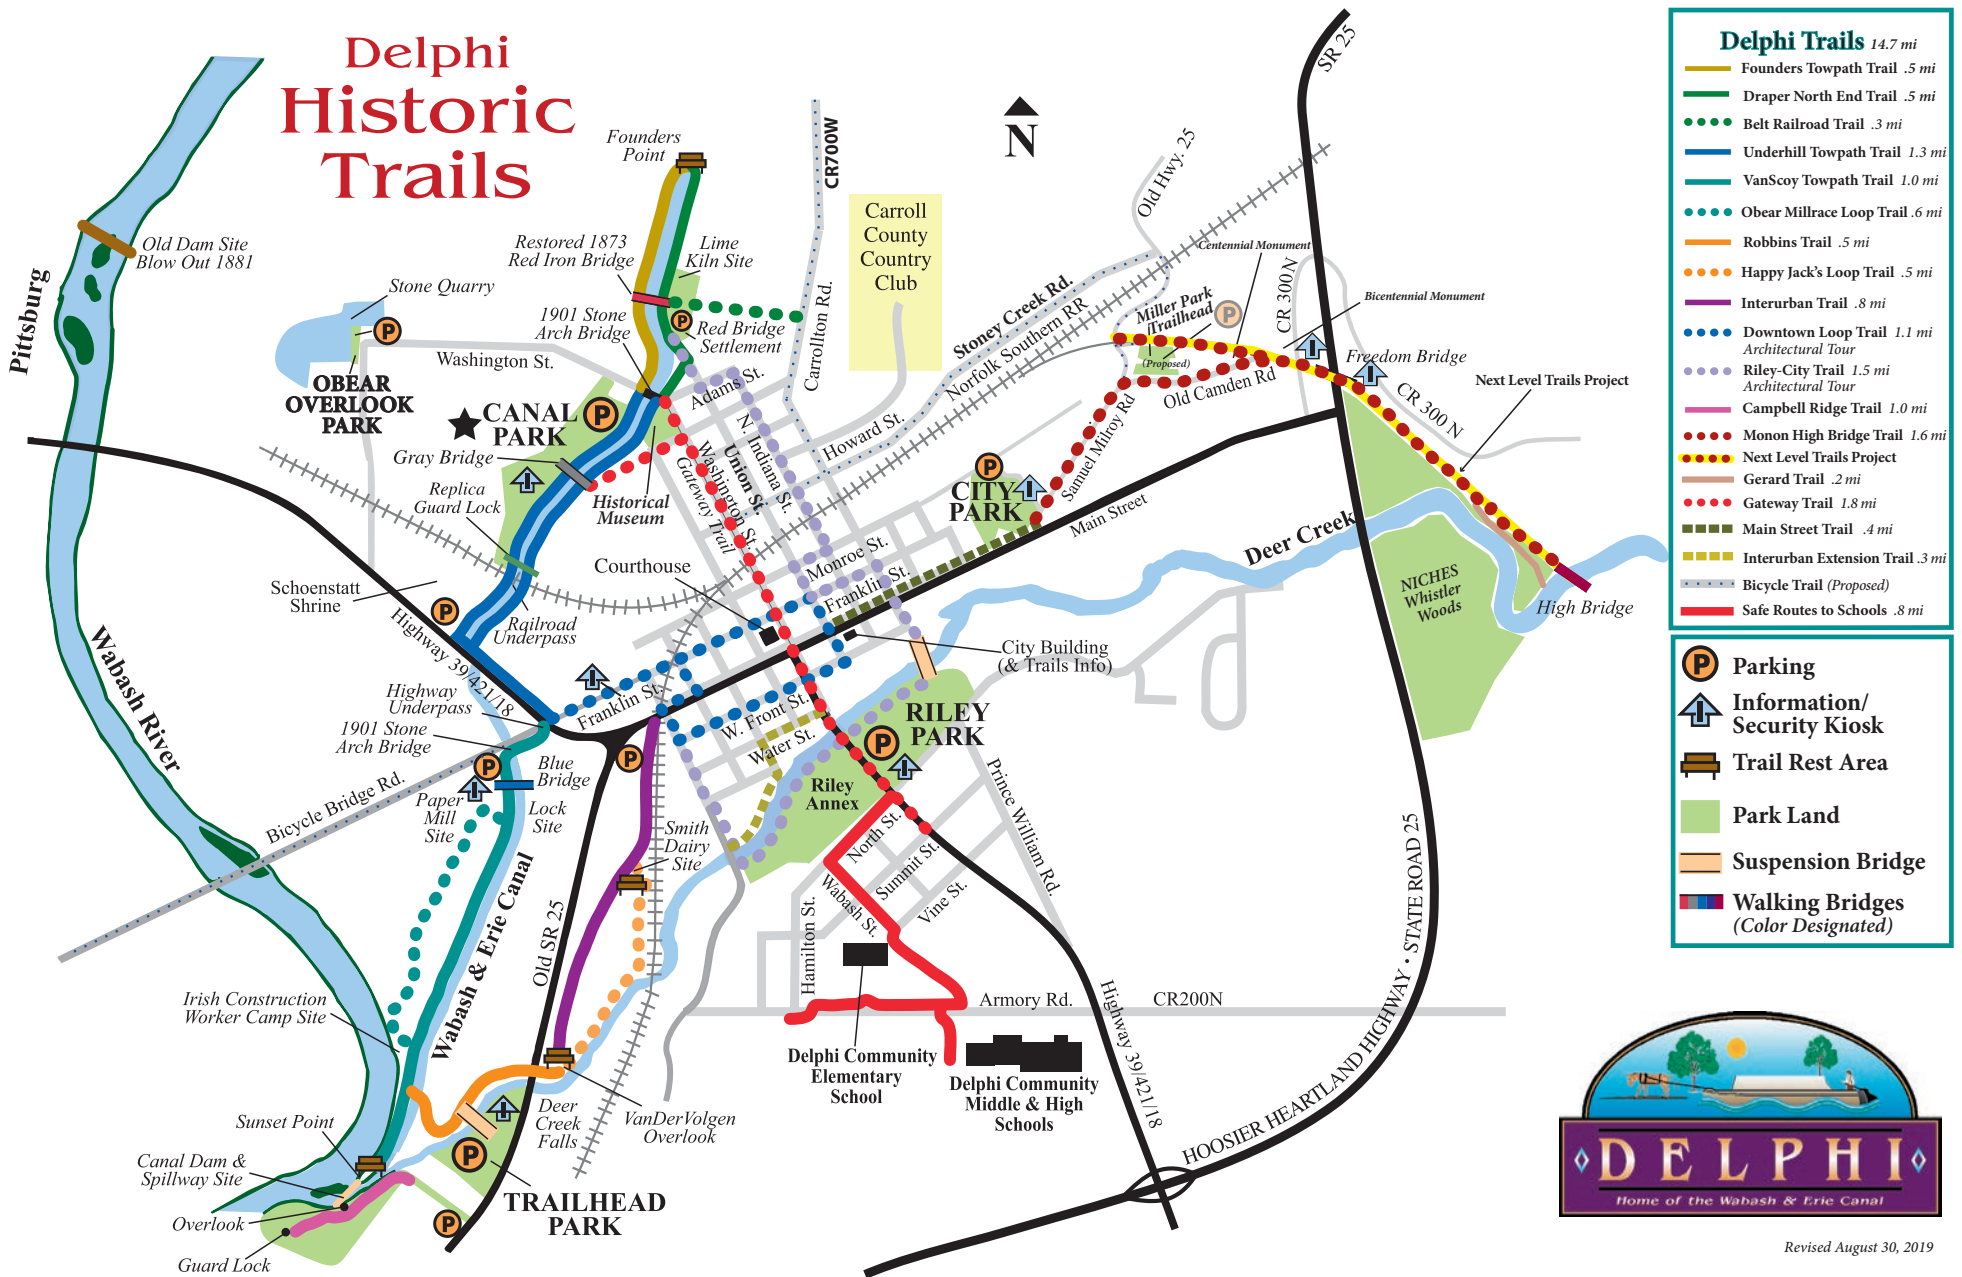 Delphi
Historic
Trails
N
Pittsburg
Old Dam Site
Blow Out 1881
Stone Quarry
OBEAR
OVERLOOK
PARK
Washington St.
Founders
Point
Restored 1873
Red Iron Bridge
Lime
Kiln Site
1901 Stone
Arch Bridge
Red Bridge
Settlement
CR700W
Carrollton Rd.
Carroll
County
Country
Club
Adams St.
CANAL
PARK
Gray Bridge
Replica
Guard Lock
Historical
Museum
Gateway Trail
Washington St.
Union St.
N. Indiana St.
Howard St.
Stoney Creek Rd.
Norfolk Southern RR
Old Hwy. 25
SR 25
Centennial Monument
Miller Park
Trailhead
P
(Proposed)
CR 300N
Bicentennial Monument
Freedom Bridge
Next Level Trails Project
CR 300 N
Old Camden Rd
Samuel Milroy Rd
CITY
PARK
Main Street
Deer Creek
NICHES
Whistler
Woods
High Bridge
Courthouse
Monroe St.
Franklin St.
Schoenstatt
Shrine
Railroad
Underpass
Highway 39/421/18
Wabash River
Highway
Underpass
1901 Stone
Arch Bridge
Franklin St.
City Building
(& Trails Info)
W. Front St.
Water St.
RILEY
PARK
Riley
Annex
Bicycle Bridge Rd.
Blue
Bridge
Paper
Mill
Site
Lock
Site
Smith
Dairy
Site
North St.
Summit St.
Vine St.
Wabash St.
Hamilton St.
Prince William Rd.
Wabash & Erie Canal
Old SR 25
Irish Construction
Worker Camp Site
Armory Rd.
CR200N
Highway 39/421/18
Delphi Community
Elementary
School
Delphi Community
Middle & High
Schools
HOOSIER HEARTLAND HIGHWAY • STATE ROAD 25
Sunset Point
Canal Dam &
Spillway Site
Overlook
Guard Lock
Deer
Creek
Falls
VanDerVolgen
Overlook
TRAILHEAD
PARK
P
P
P
P
P
P
P
P
P
P
P
Delphi Trails 14.7 mi
Founders Towpath Trail .5 mi
Draper North End Trail .5 mi
Belt Railroad Trail .3 mi
Underhill Towpath Trail 1.3 mi
VanScoy Towpath Trail 1.0 mi
Obear Millrace Loop Trail .6 mi
Robbins Trail .5 mi
Happy Jack's Loop Trail .5 mi
Interurban Trail .8 mi
Downtown Loop Trail 1.1 mi
Architectural Tour
Riley-City Trail 1.5 mi
Architectural Tour
Campbell Ridge Trail 1.0 mi
Monon High Bridge Trail 1.6 mi
Next Level Trails Project
Gerard Trail .2 mi
Gateway Trail 1.8 mi
Main Street Trail .4 mi
Interurban Extension Trail .3 mi
Bicycle Trail (Proposed)
Safe Routes to Schools .8 mi
P Parking
Information/
Security Kiosk
Trail Rest Area
Park Land
Suspension Bridge
Walking Bridges
(Color Designated)
DELPHI
Home of the Wabash & Erie Canal
Revised August 30, 2019